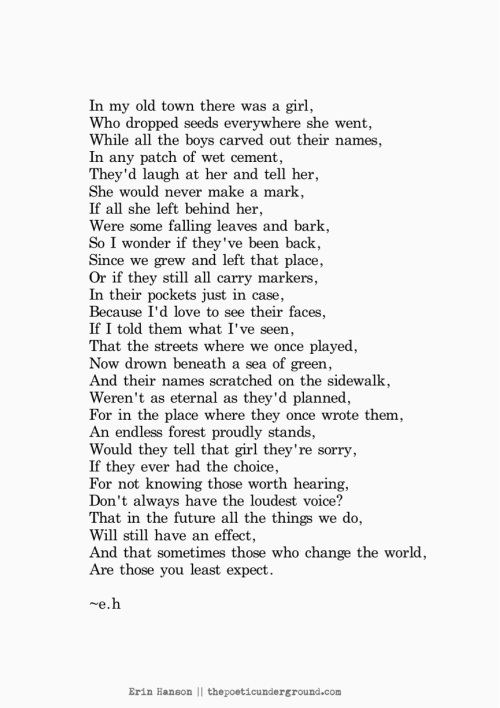 In my old town there was a girl,
Who dropped seeds everywhere she went,
While all the boys carved out their names,
In any patch of wet cement,
They'd laugh at her and tell her,
She would never make a mark,
If all she left behind her,
Were some falling leaves and bark,
So I wonder if they've been back,
Since we grew and left that place,
Or if they still all carry markers,
In their pockets just in case,
Because I'd love to see their faces,
If I told them what I've seen,
That the streets where we once played,
Now drown beneath a sea of green,
And their names scratched on the sidewalk,
Weren't as eternal as they'd planned,
For in the place where they once wrote them,
An endless forest proudly stands,
Would they tell that girl they're sorry,
If they ever had the choice,
For not knowing those worth hearing,
Don't always have the loudest voice?
That in the future all the things we do,
Will still have an effect,
And that sometimes those who change the world,
Are those you least expect.
~e.h
Erin Hanson || thepoeticunderground.com